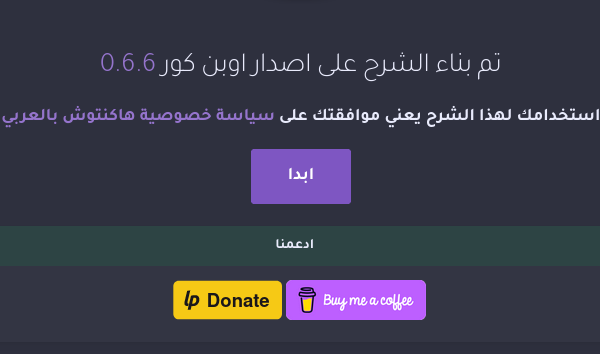 تم بناء الشرح على اصدار اوبن كور 0.6.6
استخدامك لهذا الشرح يعني موافقتك على سياسة خصوصية هاكنتوش بالعربي
ابدا
ادعمنا
lp Donate
Buy me a coffee